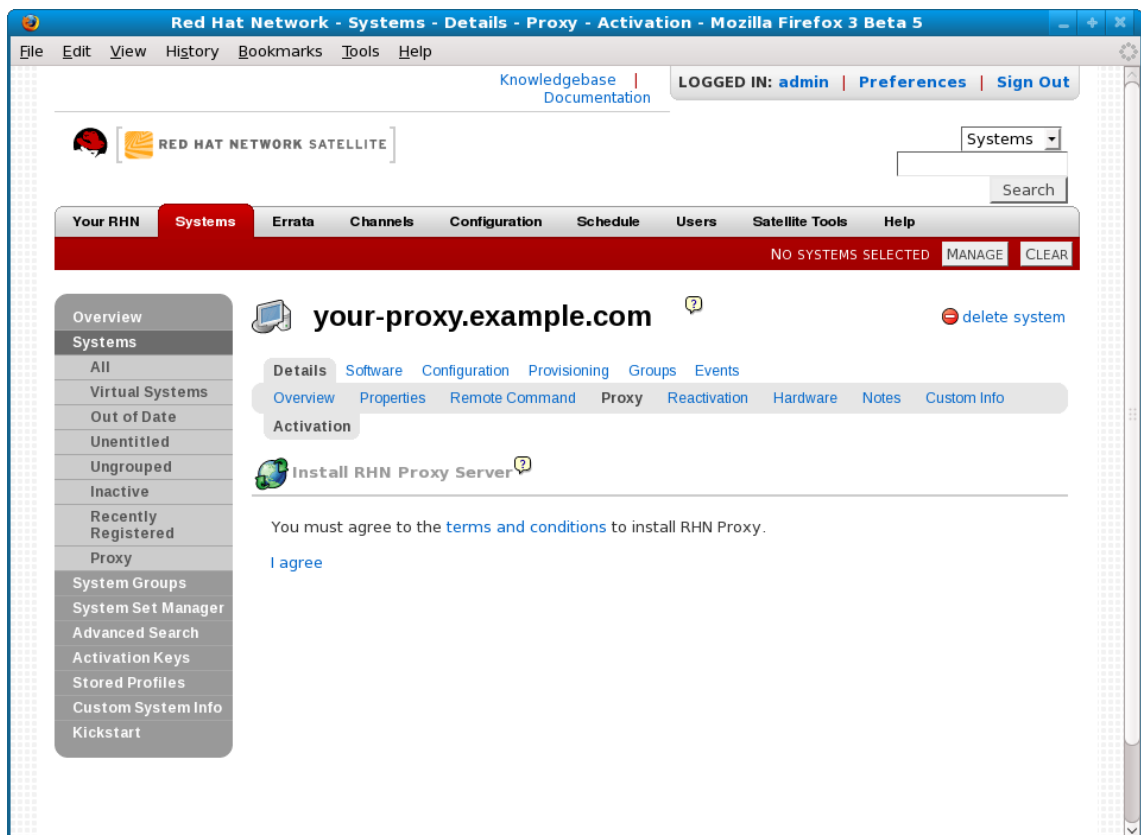 Red Hat Network - Systems - Details - Proxy - Activation - Mozilla Firefox 3 Beta 5
File Edit View History Bookmarks Tools Help
Knowledgebase |
Documentation
LOGGED IN: admin | Preferences | Sign Out
RED HAT NETWORK SATELLITE
Systems
Search
Your RHN Systems Errata Channels Configuration Schedule Users Satellite Tools Help
NO SYSTEMS SELECTED MANAGE CLEAR
Overview
Systems
All
Virtual Systems
Out of Date
Unentitled
Ungrouped
Inactive
Recently
Registered
Proxy
System Groups
System Set Manager
Advanced Search
Activation Keys
Stored Profiles
Custom System Info
Kickstart
your-proxy.example.com ?
delete system
Details Software Configuration Provisioning Groups Events
Overview Properties Remote Command Proxy Reactivation Hardware Notes Custom Info
Activation
Install RHN Proxy Server ?
You must agree to the terms and conditions to install RHN Proxy.
I agree